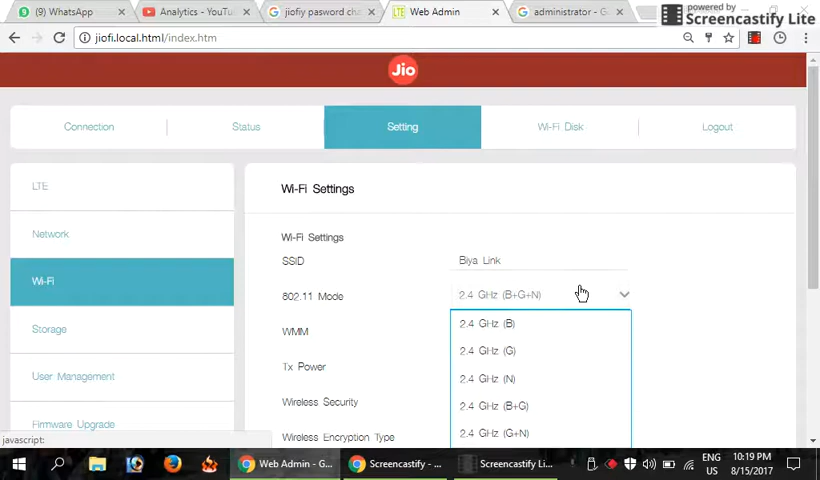 (9) WhatsApp
Analytics - YouTu
jiofiy pasword cha
Web Admin
administrator - G
powered by
Screencastify Lite
jiofi.local.html/index.htm
Jio
Connection
Status
Setting
Wi-Fi Disk
Logout
LTE
Network
Wi-Fi
Storage
User Management
Firmware Upgrade
Wi-Fi Settings
Wi-Fi Settings
SSID
Biya Link
802.11 Mode
2.4 GHz (B+G+N)
WMM
2.4 GHz (B)
2.4 GHz (G)
Tx Power
2.4 GHz (N)
Wireless Security
2.4 GHz (B+G)
Wireless Encryption Type
2.4 GHz (G+N)
javascript:
Web Admin - G...
Screencastify - ...
Screencastify Li...
ENG
US
10:19 PM
8/15/2017